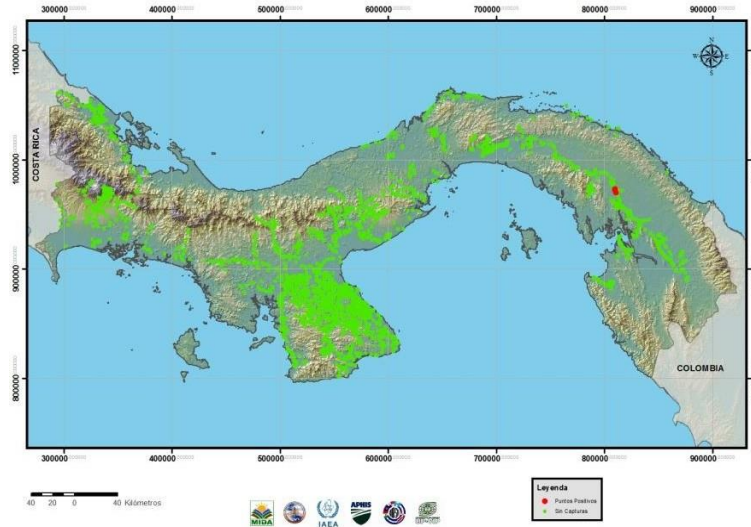 300000 400000 500000 600000 700000 800000 900000
1100000
1000000
900000
800000
COSTA RICA
COLOMBIA
N
W E
S
300000 400000 500000 600000 700000 800000 900000
40 20 0 40 Kilómetros
MIDA
IAEA
APHIS
Leyenda
Puntos Positivos
Sin Capturas